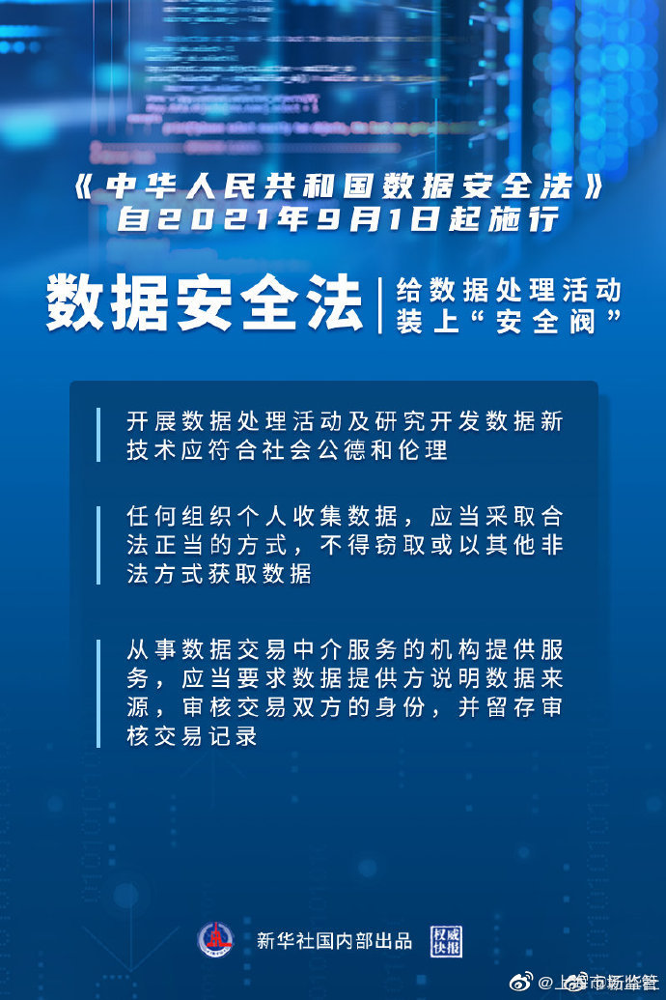 《中华人民共和国数据安全法》
自2021年9月1日起施行
数据安全法
给数据处理活动
装上“安全阀”
开展数据处理活动及研究开发数据新
技术应符合社会公德和伦理
任何组织个人收集数据，应当采取合
法正当的方式，不得窃取或以其他非
法方式获取数据
从事数据交易中介服务的机构提供服
务，应当要求数据提供方说明数据来
源，审核交易双方的身份，并留存审
核交易记录
新华社国内部出品
权威
快报